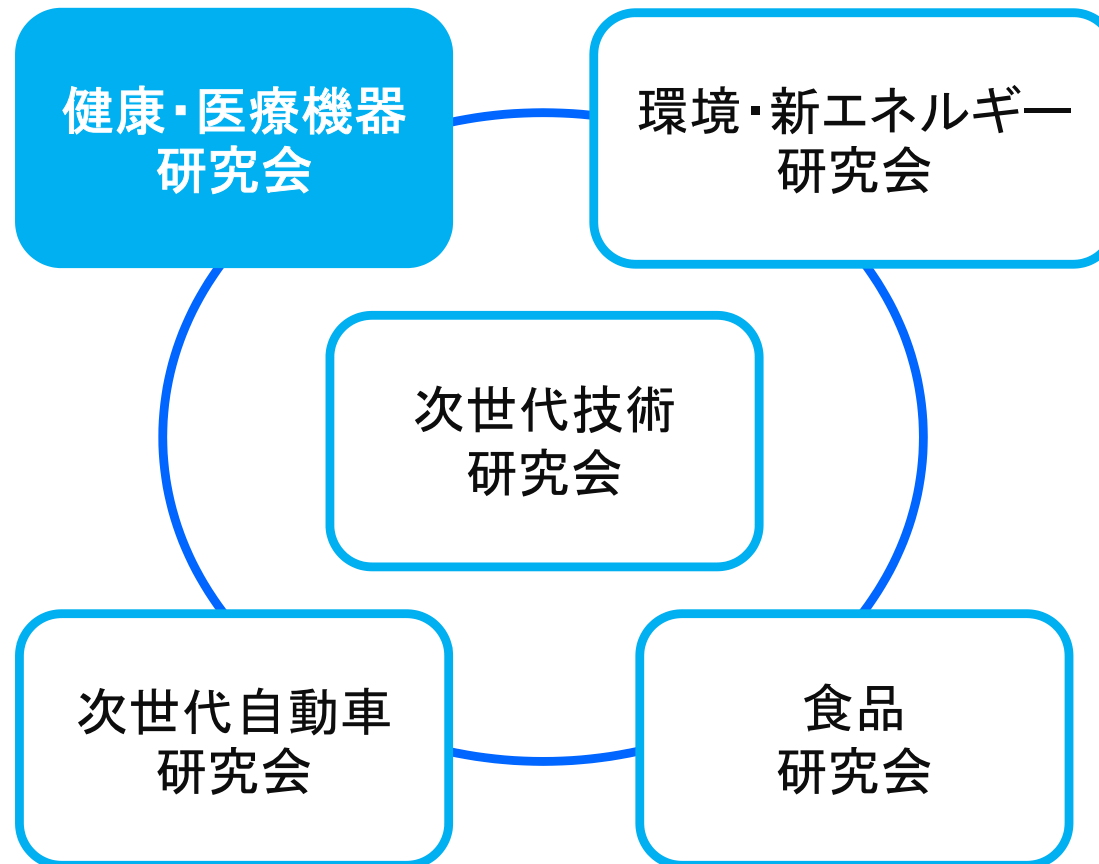 健康・医療機器
研究会
環境・新エネルギー
研究会
次世代技術
研究会
次世代自動車
研究会
食品
研究会